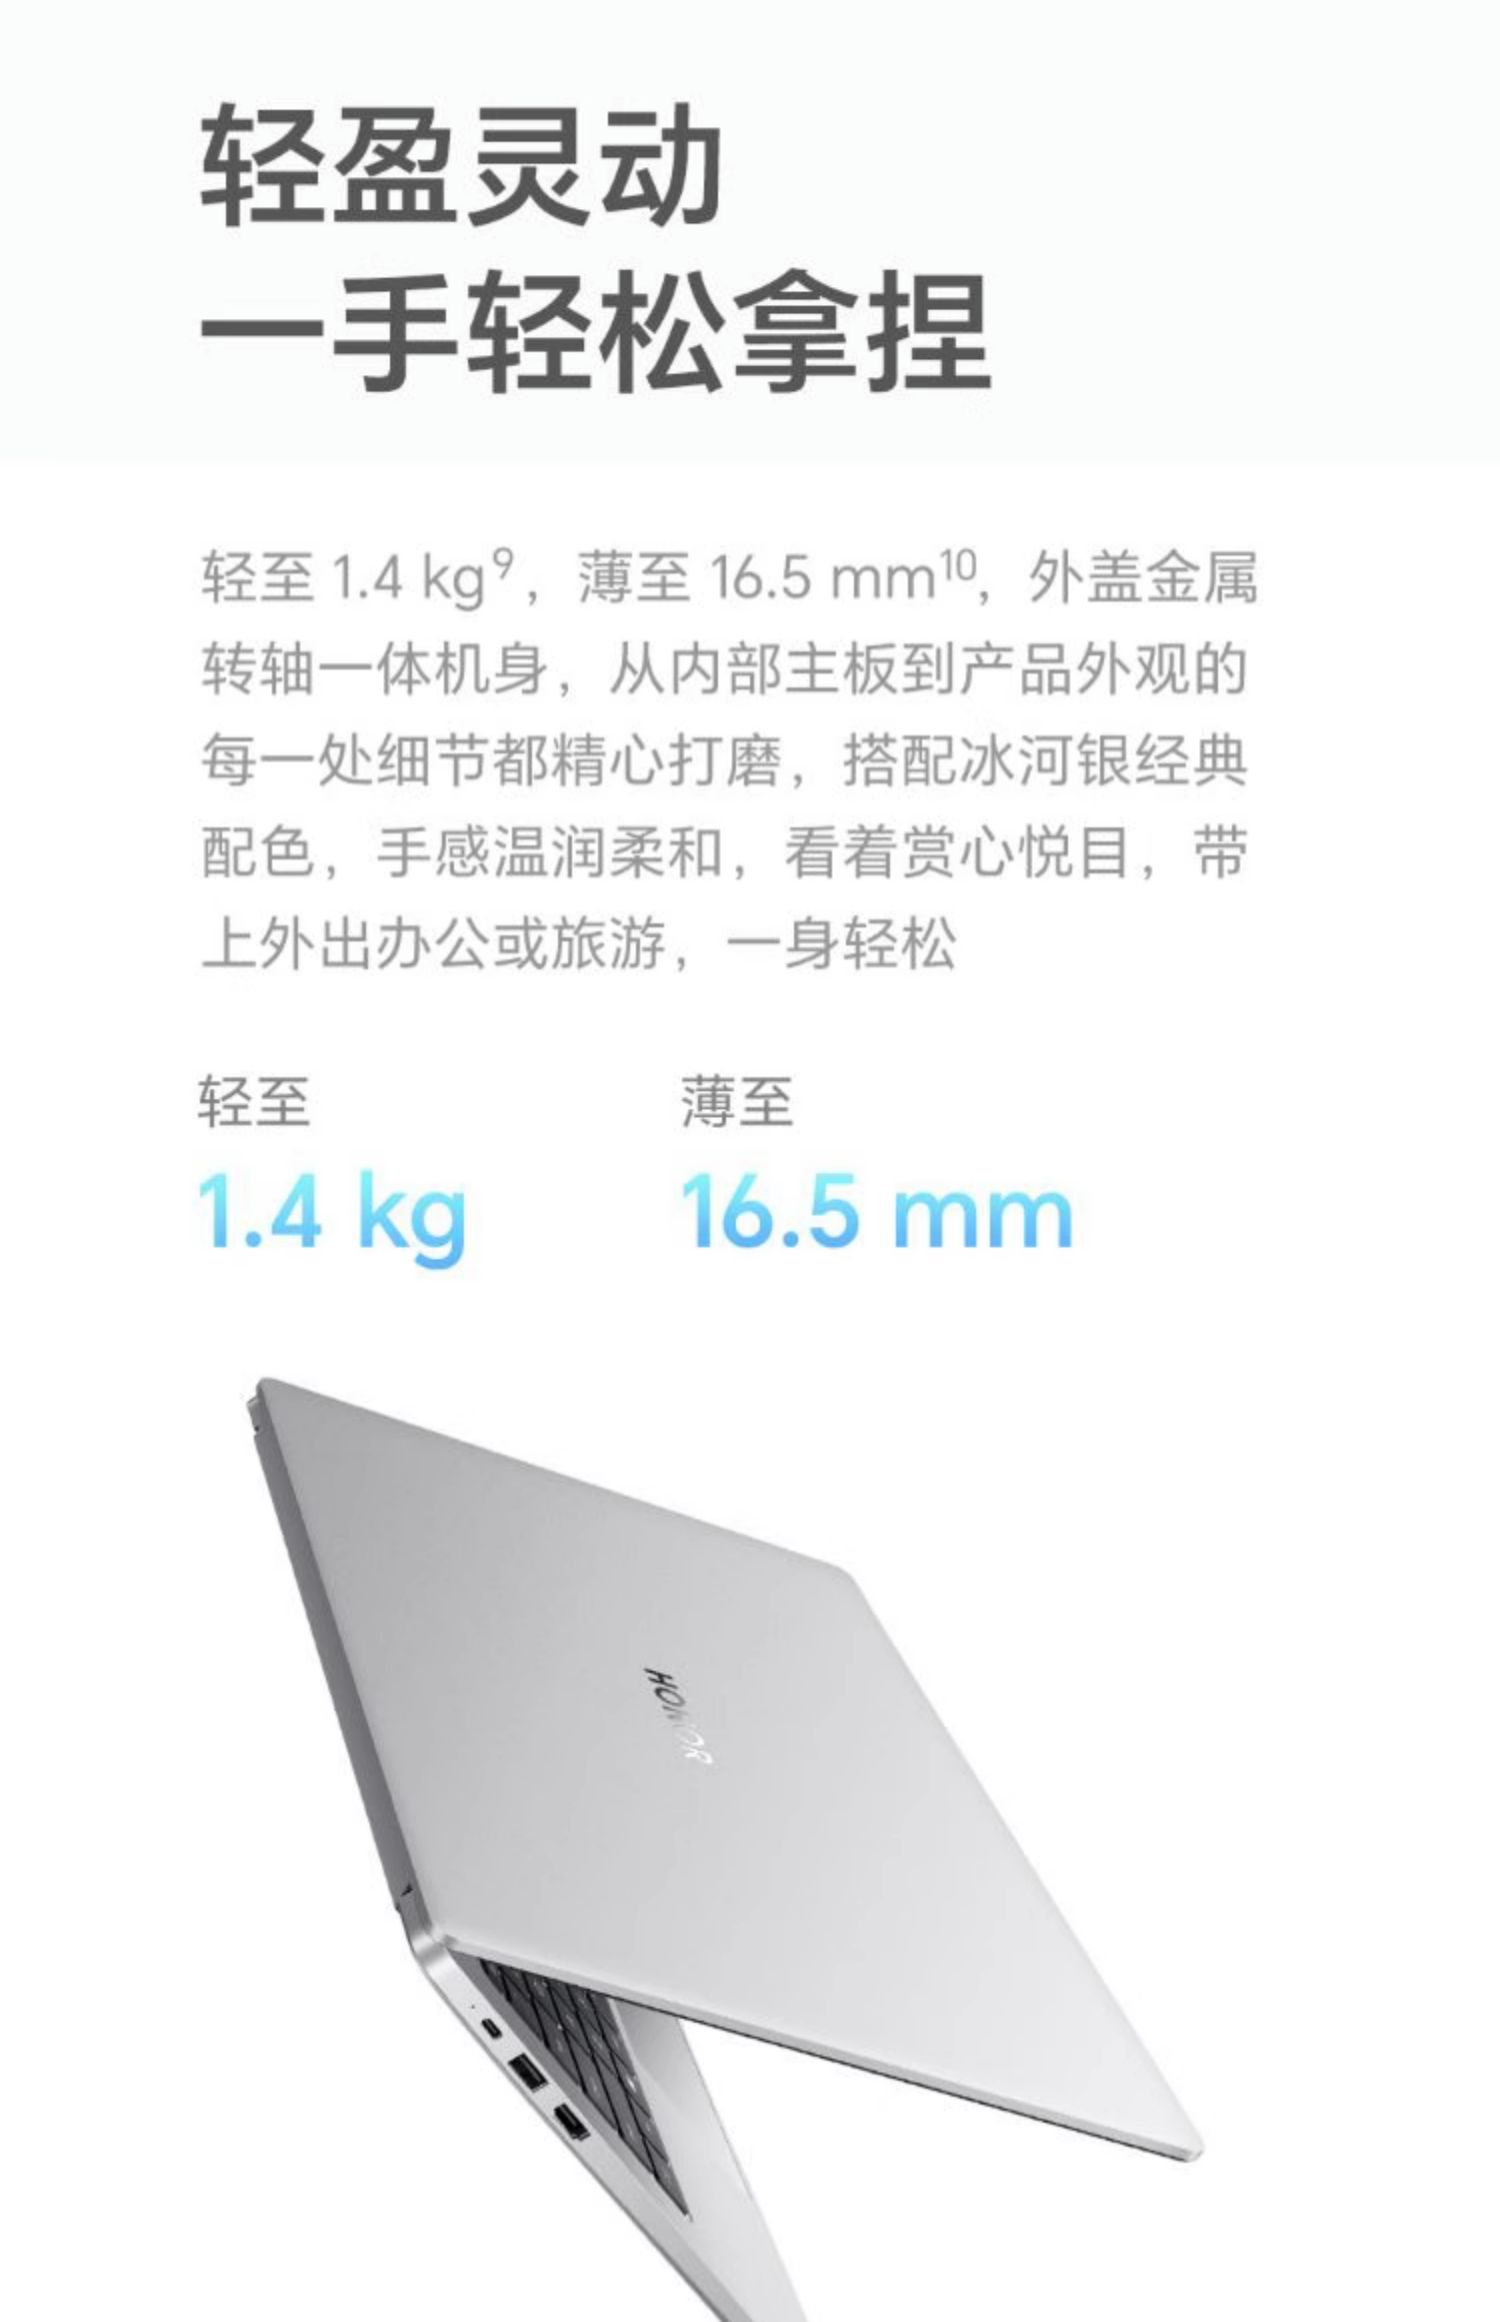 轻盈灵动
一手轻松拿捏
轻至 1.4 kg⁹，薄至 16.5 mm¹⁰，外盖金属
转轴一体机身，从内部主板到产品外观的
每一处细节都精心打磨，搭配冰河银经典
配色，手感温润柔和，看着赏心悦目，带
上外出办公或旅游，一身轻松
轻至 薄至
1.4 kg 16.5 mm
HONOR